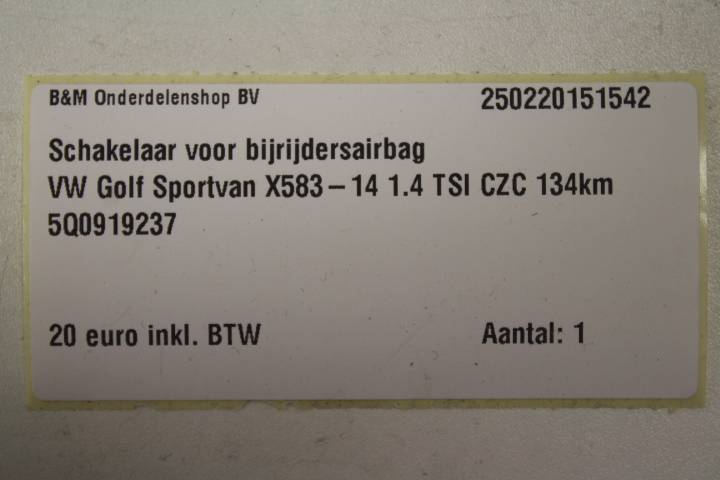 B&M Onderdelenshop BV 250220151542
Schakelaar voor bijrijdersairbag
VW Golf Sportvan X583 – 14 1.4 TSI CZC 134km
5Q0919237
20 euro inkl. BTW Aantal: 1